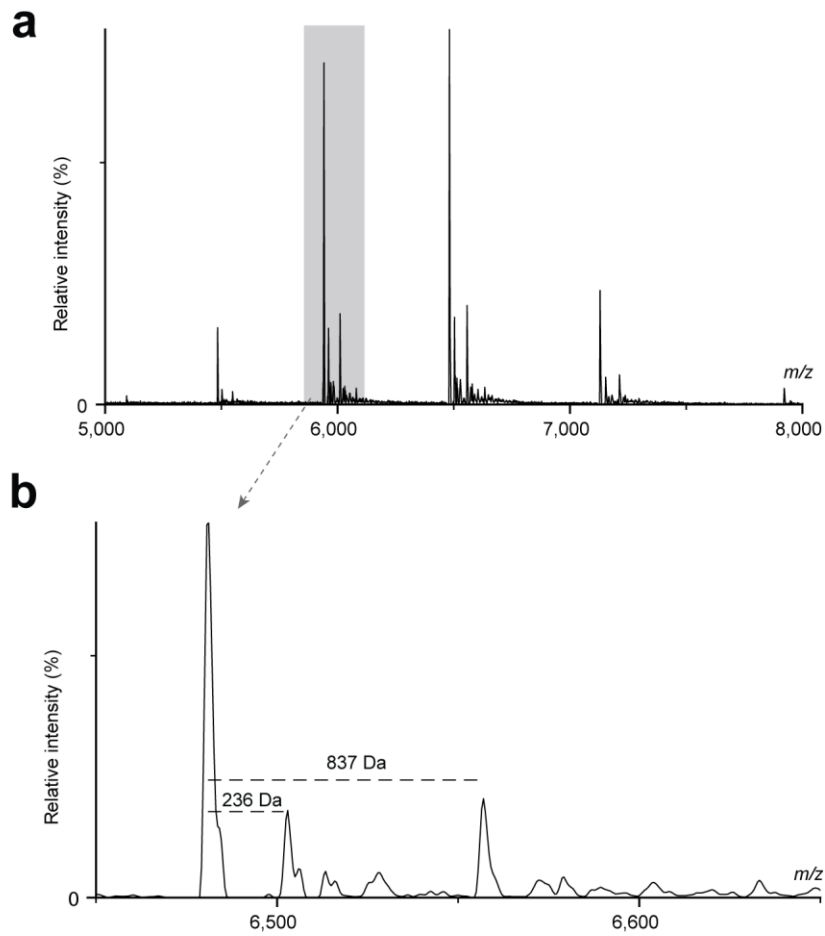 a
Relative intensity (%)
m/z
0
5,000 6,000 7,000 8,000
b
Relative intensity (%)
837 Da
236 Da
m/z
0
6,500 6,600